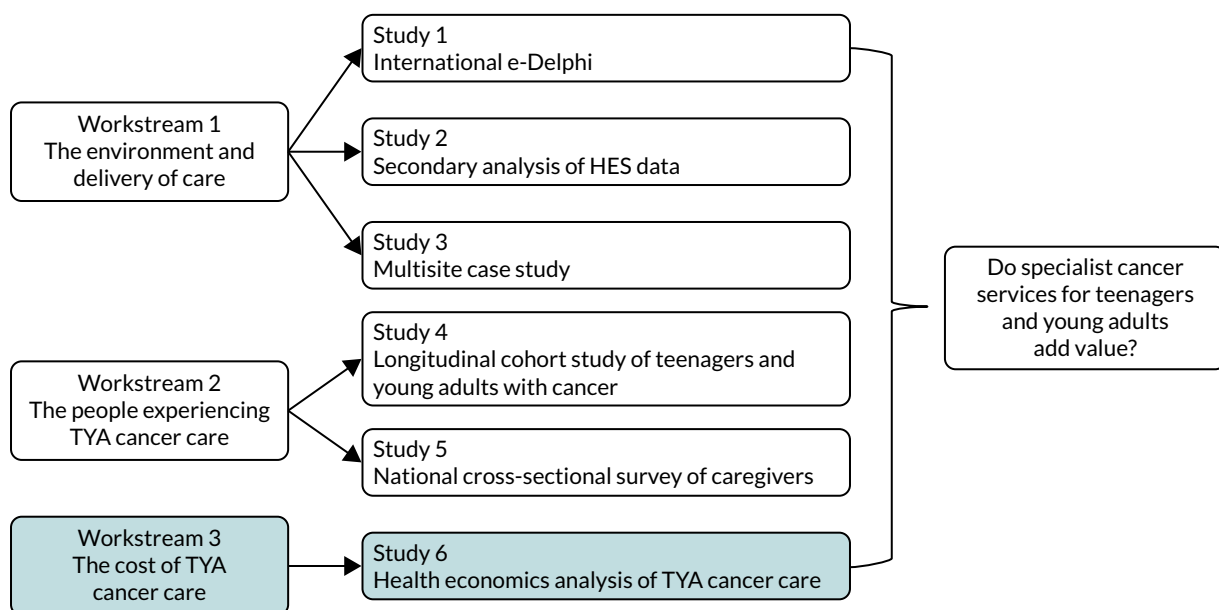 Workstream 1
The environment and
delivery of care
Study 1
International e-Delphi
Study 2
Secondary analysis of HES data
Study 3
Multisite case study
Workstream 2
The people experiencing
TYA cancer care
Study 4
Longitudinal cohort study of teenagers and
young adults with cancer
Study 5
National cross-sectional survey of caregivers
Workstream 3
The cost of TYA
cancer care
Study 6
Health economics analysis of TYA cancer care
Do specialist cancer
services for teenagers
and young adults
add value?